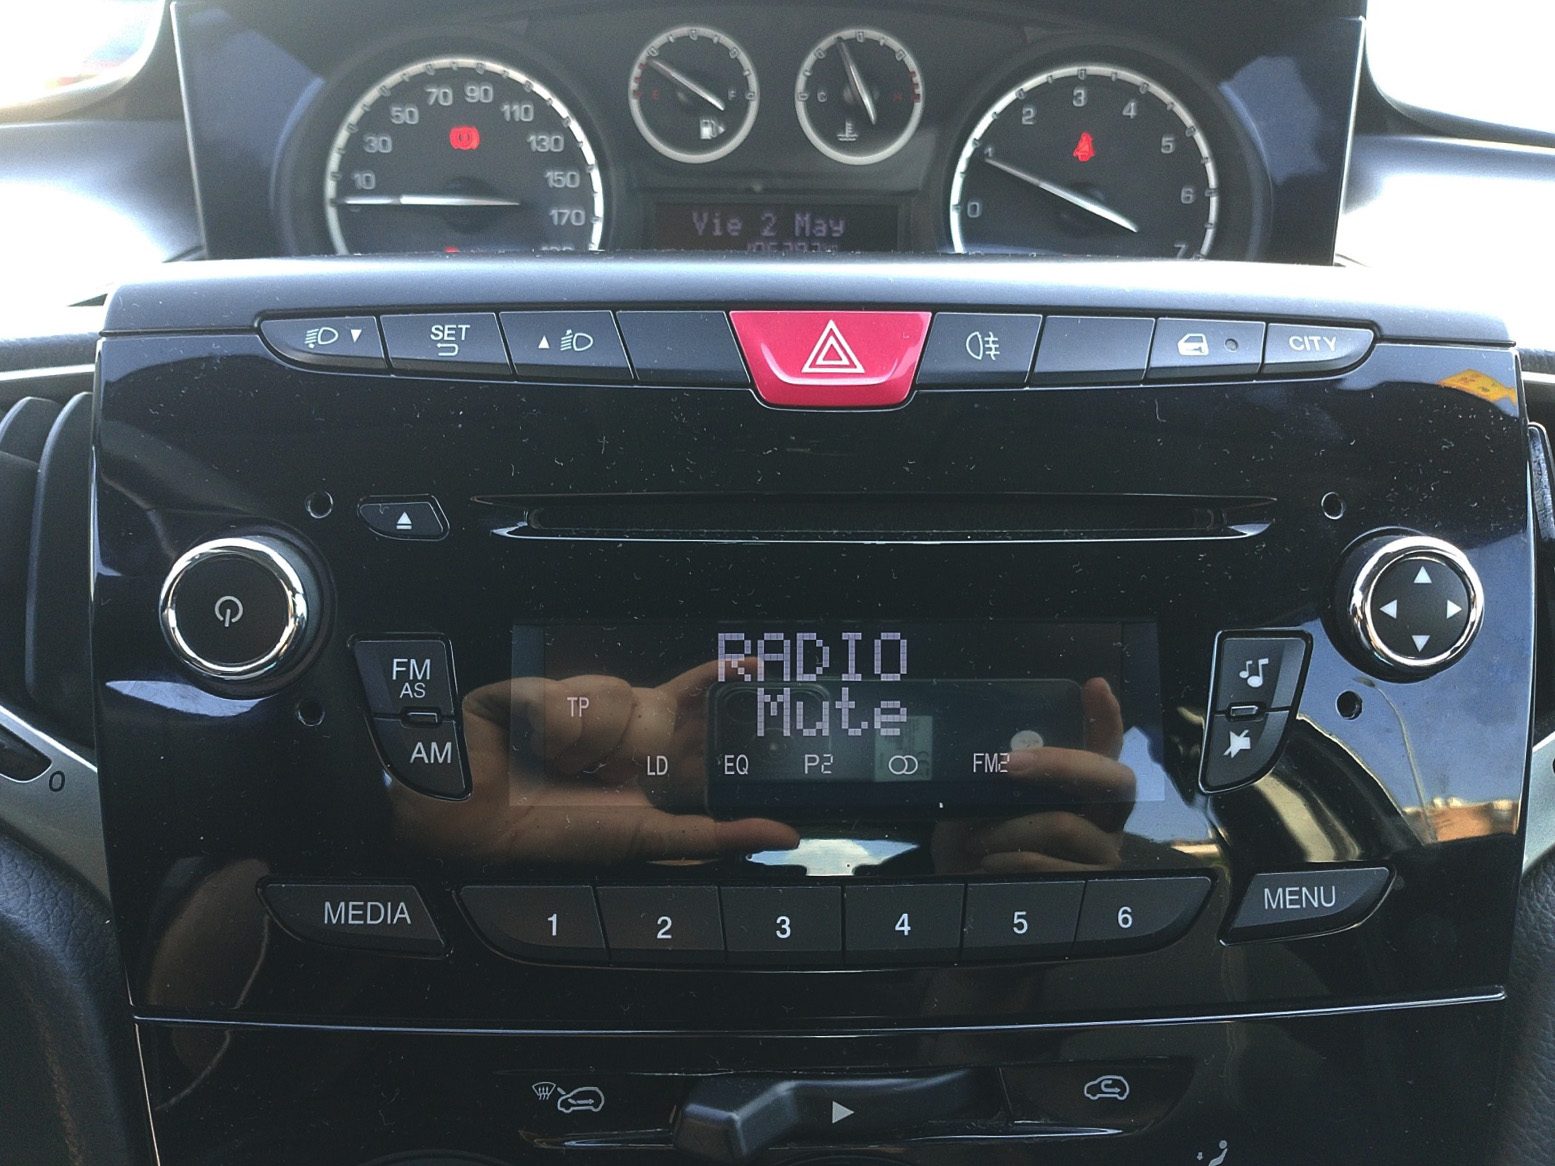 70 90
50 110
30 130
10 150
170
E F
C H
3
2 4
1 5
0 6
7
Vie 2 May
SET
CITY
RADIO
Mute
TP
LD EQ P2 FM2
FM
AS
AM
MEDIA 1 2 3 4 5 6 MENU
0